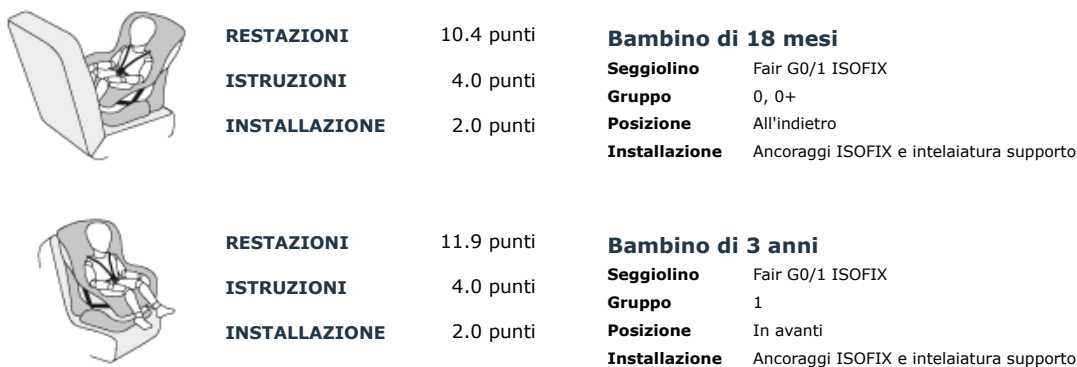 RESTAZIONI 10.4 punti
ISTRUZIONI 4.0 punti
INSTALLAZIONE 2.0 punti
Bambino di 18 mesi
Seggiolino Fair G0/1 ISOFIX
Gruppo 0, 0+
Posizione All'indietro
Installazione Ancoraggi ISOFIX e intelaiatura supporto
RESTAZIONI 11.9 punti
ISTRUZIONI 4.0 punti
INSTALLAZIONE 2.0 punti
Bambino di 3 anni
Seggiolino Fair G0/1 ISOFIX
Gruppo 1
Posizione In avanti
Installazione Ancoraggi ISOFIX e intelaiatura supporto